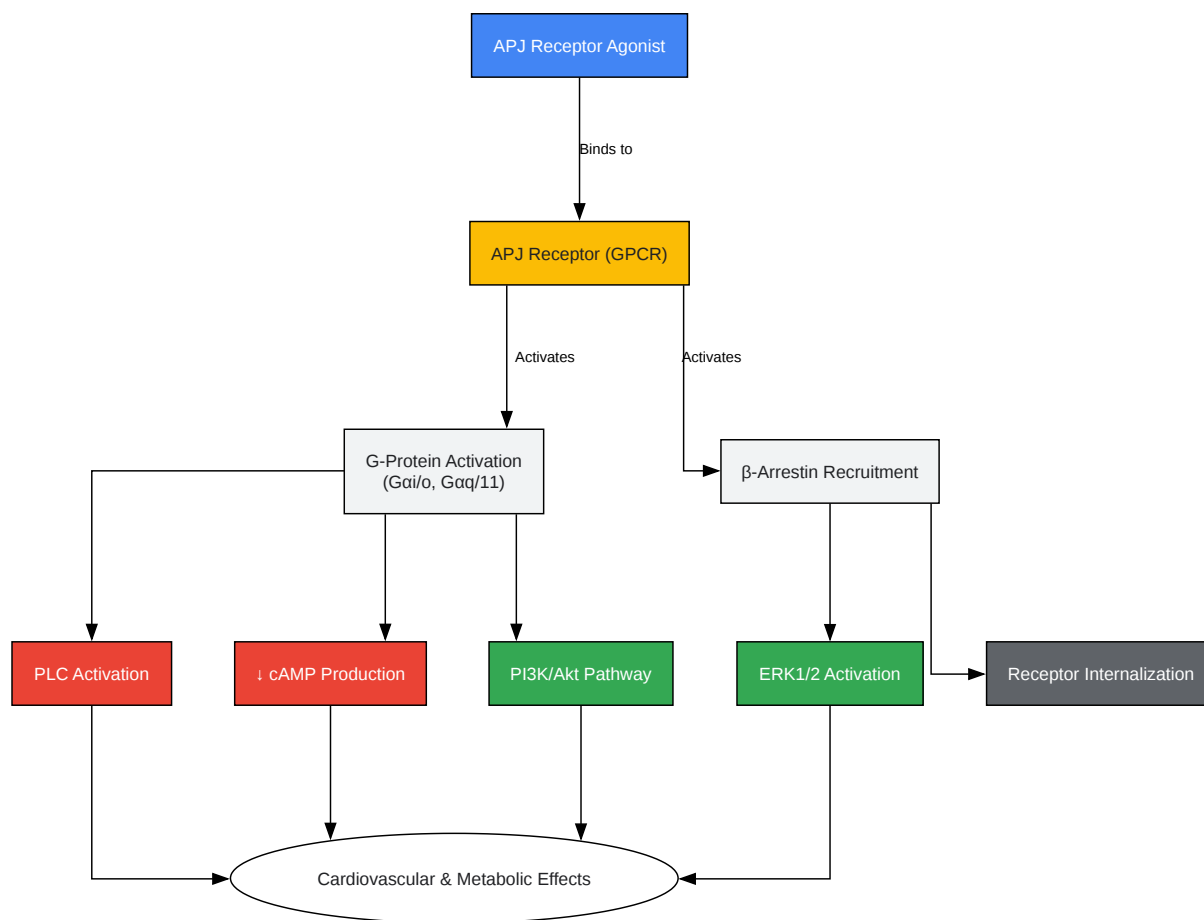 APJ Receptor Agonist
Binds to
APJ Receptor (GPCR)
Activates
Activates
G-Protein Activation
(Gαi/o, Gαq/11)
β-Arrestin Recruitment
PLC Activation
↓ cAMP Production
PI3K/Akt Pathway
ERK1/2 Activation
Receptor Internalization
Cardiovascular & Metabolic Effects